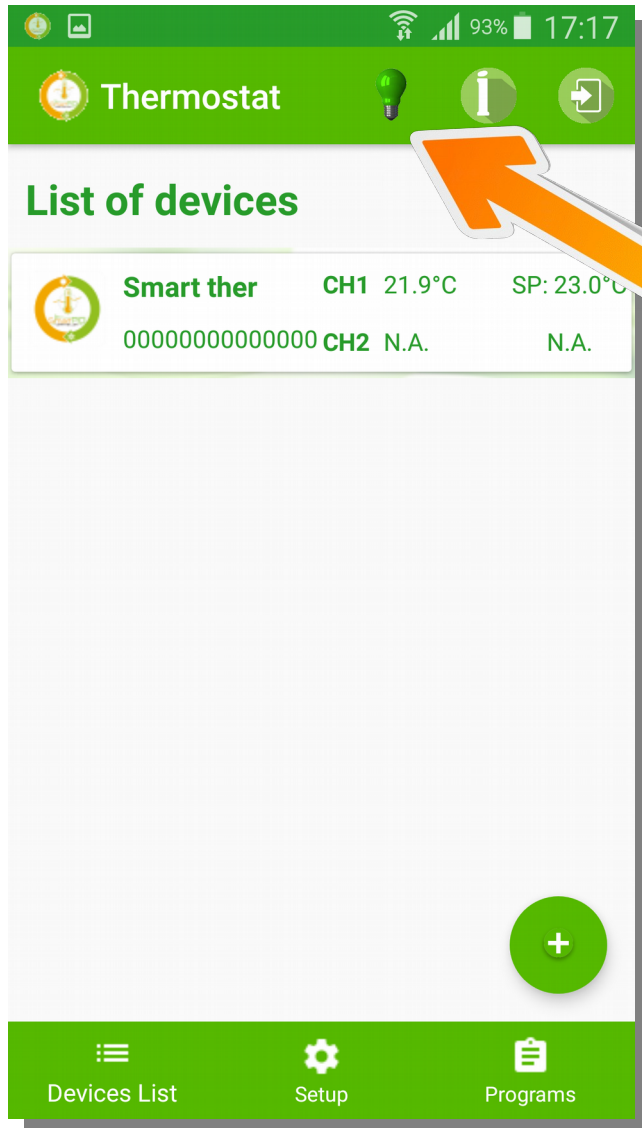 93% 17:17
Thermostat i
List of devices
Smart ther CH1 21.9°C SP: 23.0°C
00000000000000 CH2 N.A. N.A.
Devices List Setup Programs